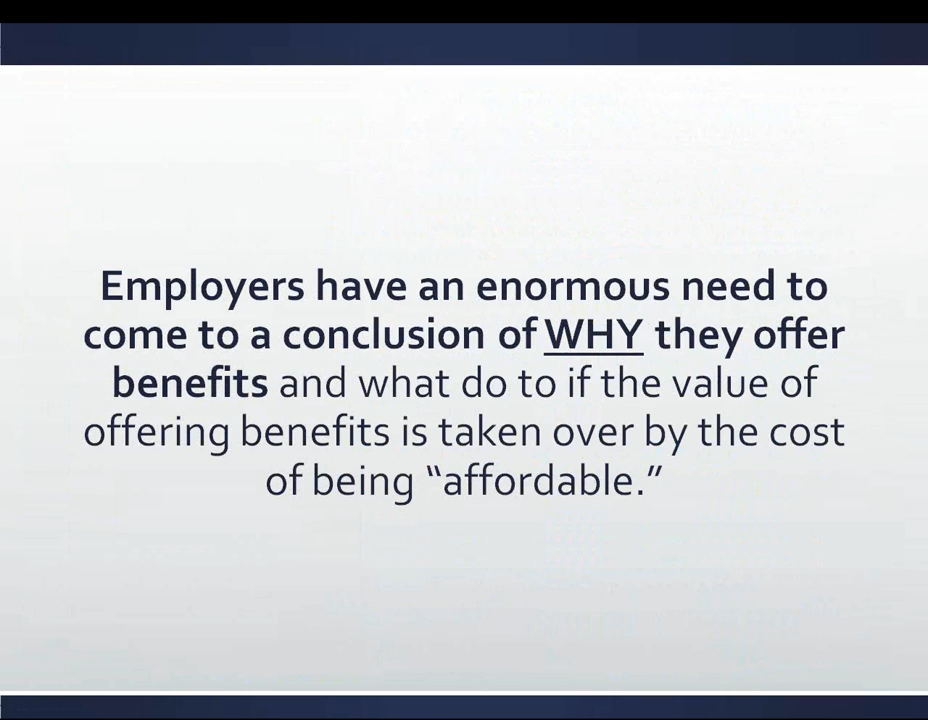 Employers have an enormous need to
come to a conclusion of WHY they offer
benefits and what do to if the value of
offering benefits is taken over by the cost
of being “affordable.”